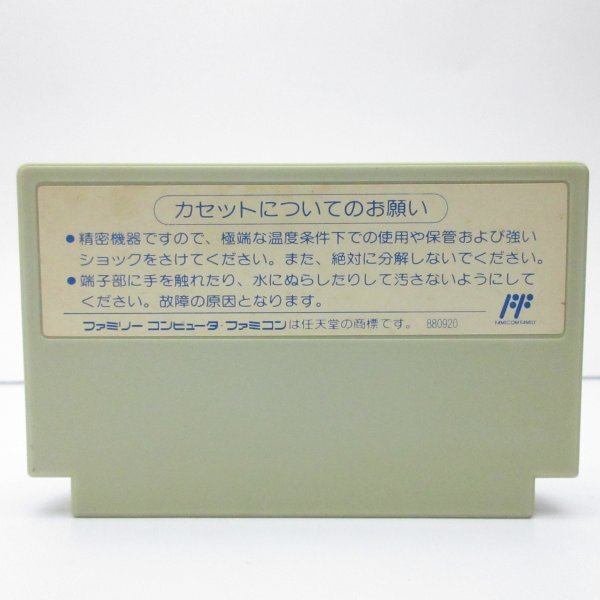 カセットについてのお願い
●精密機器ですので、極端な温度条件下での使用や保管および強い
ショックをさけてください。また、絶対に分解しないでください。
●端子部に手を触れたり、水にぬらしたりして汚さないようにして
ください。故障の原因となります。
FAMICOM FAMILY
ファミリー コンピュータ・ファミコンは任天堂の商標です。 880920